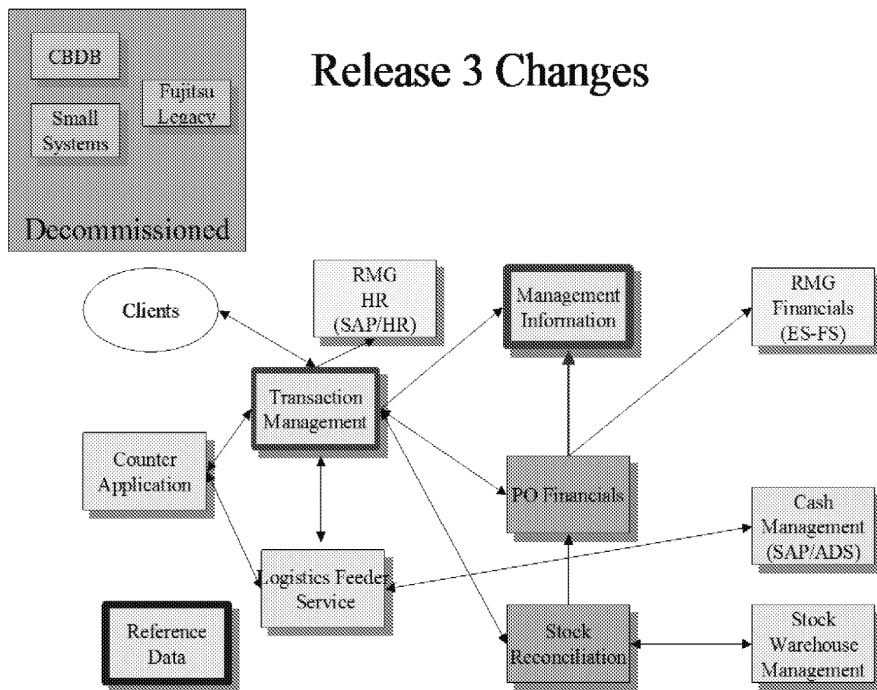 Release 3 Changes
CBDB
Fujitsu
Legacy
Small
Systems
Decommissioned
Clients
RMG
HR
(SAP/HR)
Management
Information
RMG
Financials
(ES-FS)
Transaction
Management
Counter
Application
PO Financials
Cash
Management
(SAP/ADS)
Logistics Feeder
Service
Reference
Data
Stock
Reconciliation
Stock
Warehouse
Management